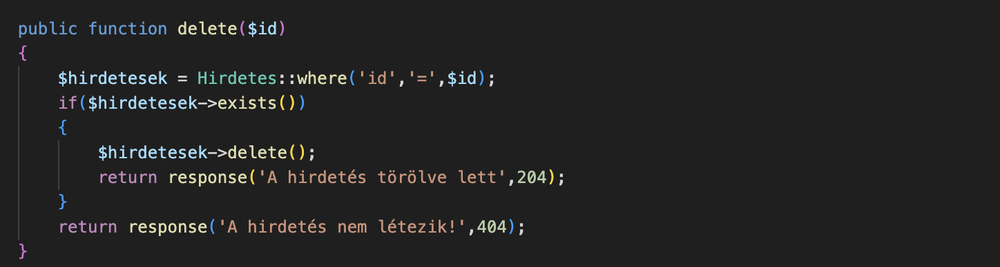 public function delete($id)
{
    $hirdetesek = Hirdetes::where('id','=',$id);
    if($hirdetesek->exists())
    {
        $hirdetesek->delete();
        return response('A hirdetés törölve lett',204);
    }
    return response('A hirdetés nem létezik!',404);
}